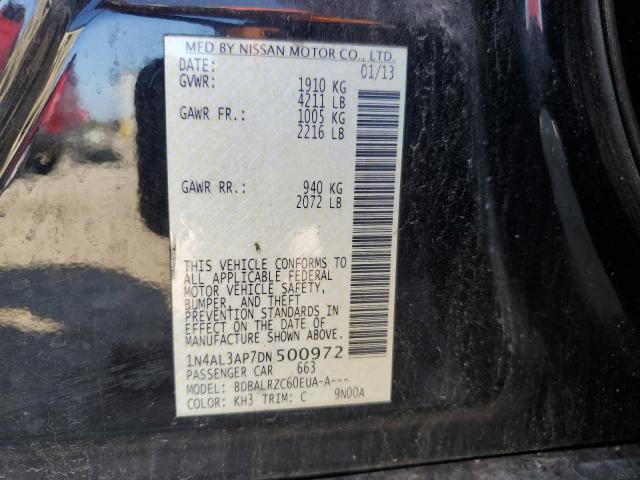 MFD BY NISSAN MOTOR CO., LTD.
DATE: 01/13
GVWR: 1910 KG
4211 LB
GAWR FR.: 1005 KG
2216 LB
GAWR RR.: 940 KG
2072 LB
THIS VEHICLE CONFORMS TO
ALL APPLICABLE FEDERAL
MOTOR VEHICLE SAFETY,
BUMPER, AND THEFT
PREVENTION STANDARDS IN
EFFECT ON THE DATE OF
MANUFACTURE SHOWN ABOVE.
1N4AL3AP7DN500972
PASSENGER CAR 663
MODEL: BDBALRZC60EUA-A---
COLOR: KH3 TRIM: C 9N00A